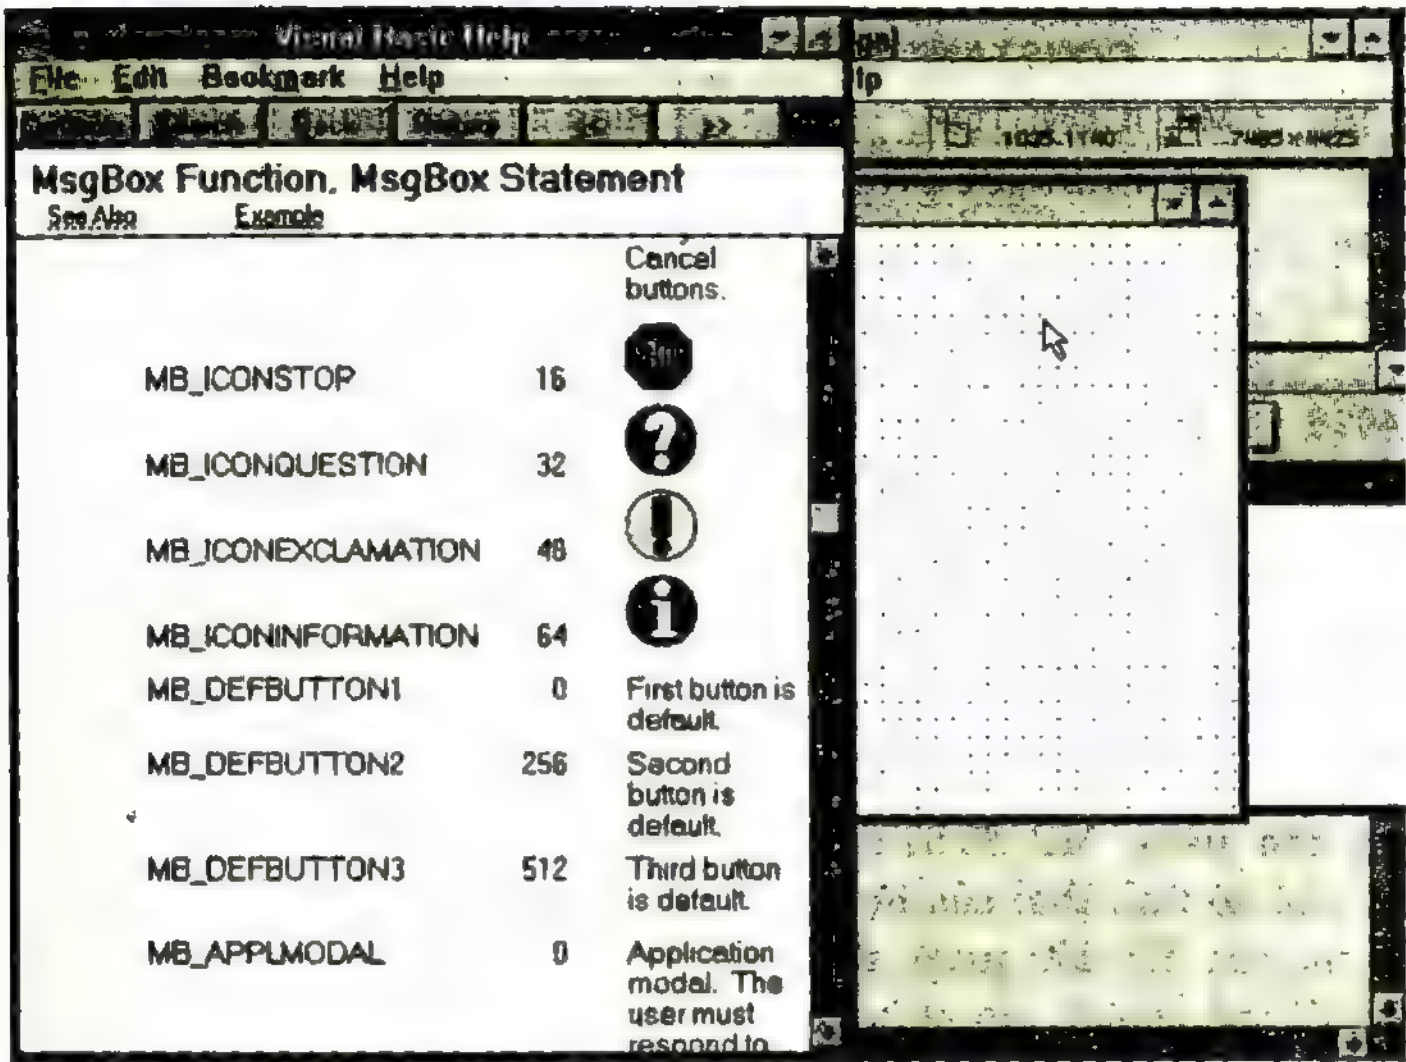 Visual Basic Help
File Edit Bookmark Help
>>
MsgBox Function, MsgBox Statement
See Also Example
Cancel
buttons.
MB_ICONSTOP 16
MB_ICONQUESTION 32
?
MB_ICONEXCLAMATION 48
!
MB_ICONINFORMATION 64
i
MB_DEFBUTTON1 0 First button is
default.
MB_DEFBUTTON2 256 Second
button is
default.
MB_DEFBUTTON3 512 Third button
is default.
MB_APPLMODAL 0 Application
modal. The
user must
respond to
lp